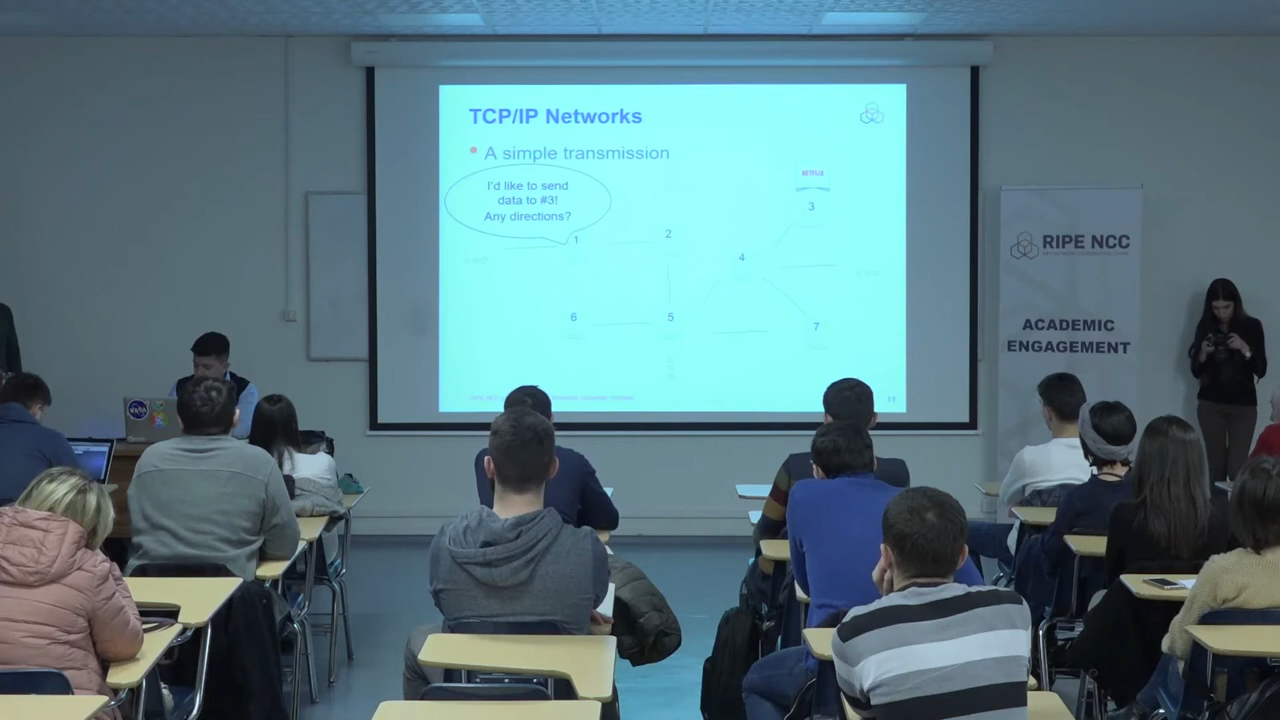 TCP/IP Networks
A simple transmission
I'd like to send
data to #3!
Any directions?
NETFLIX
3
1
2
4
6
5
7
11
RIPE NCC
ACADEMIC
ENGAGEMENT
NASA